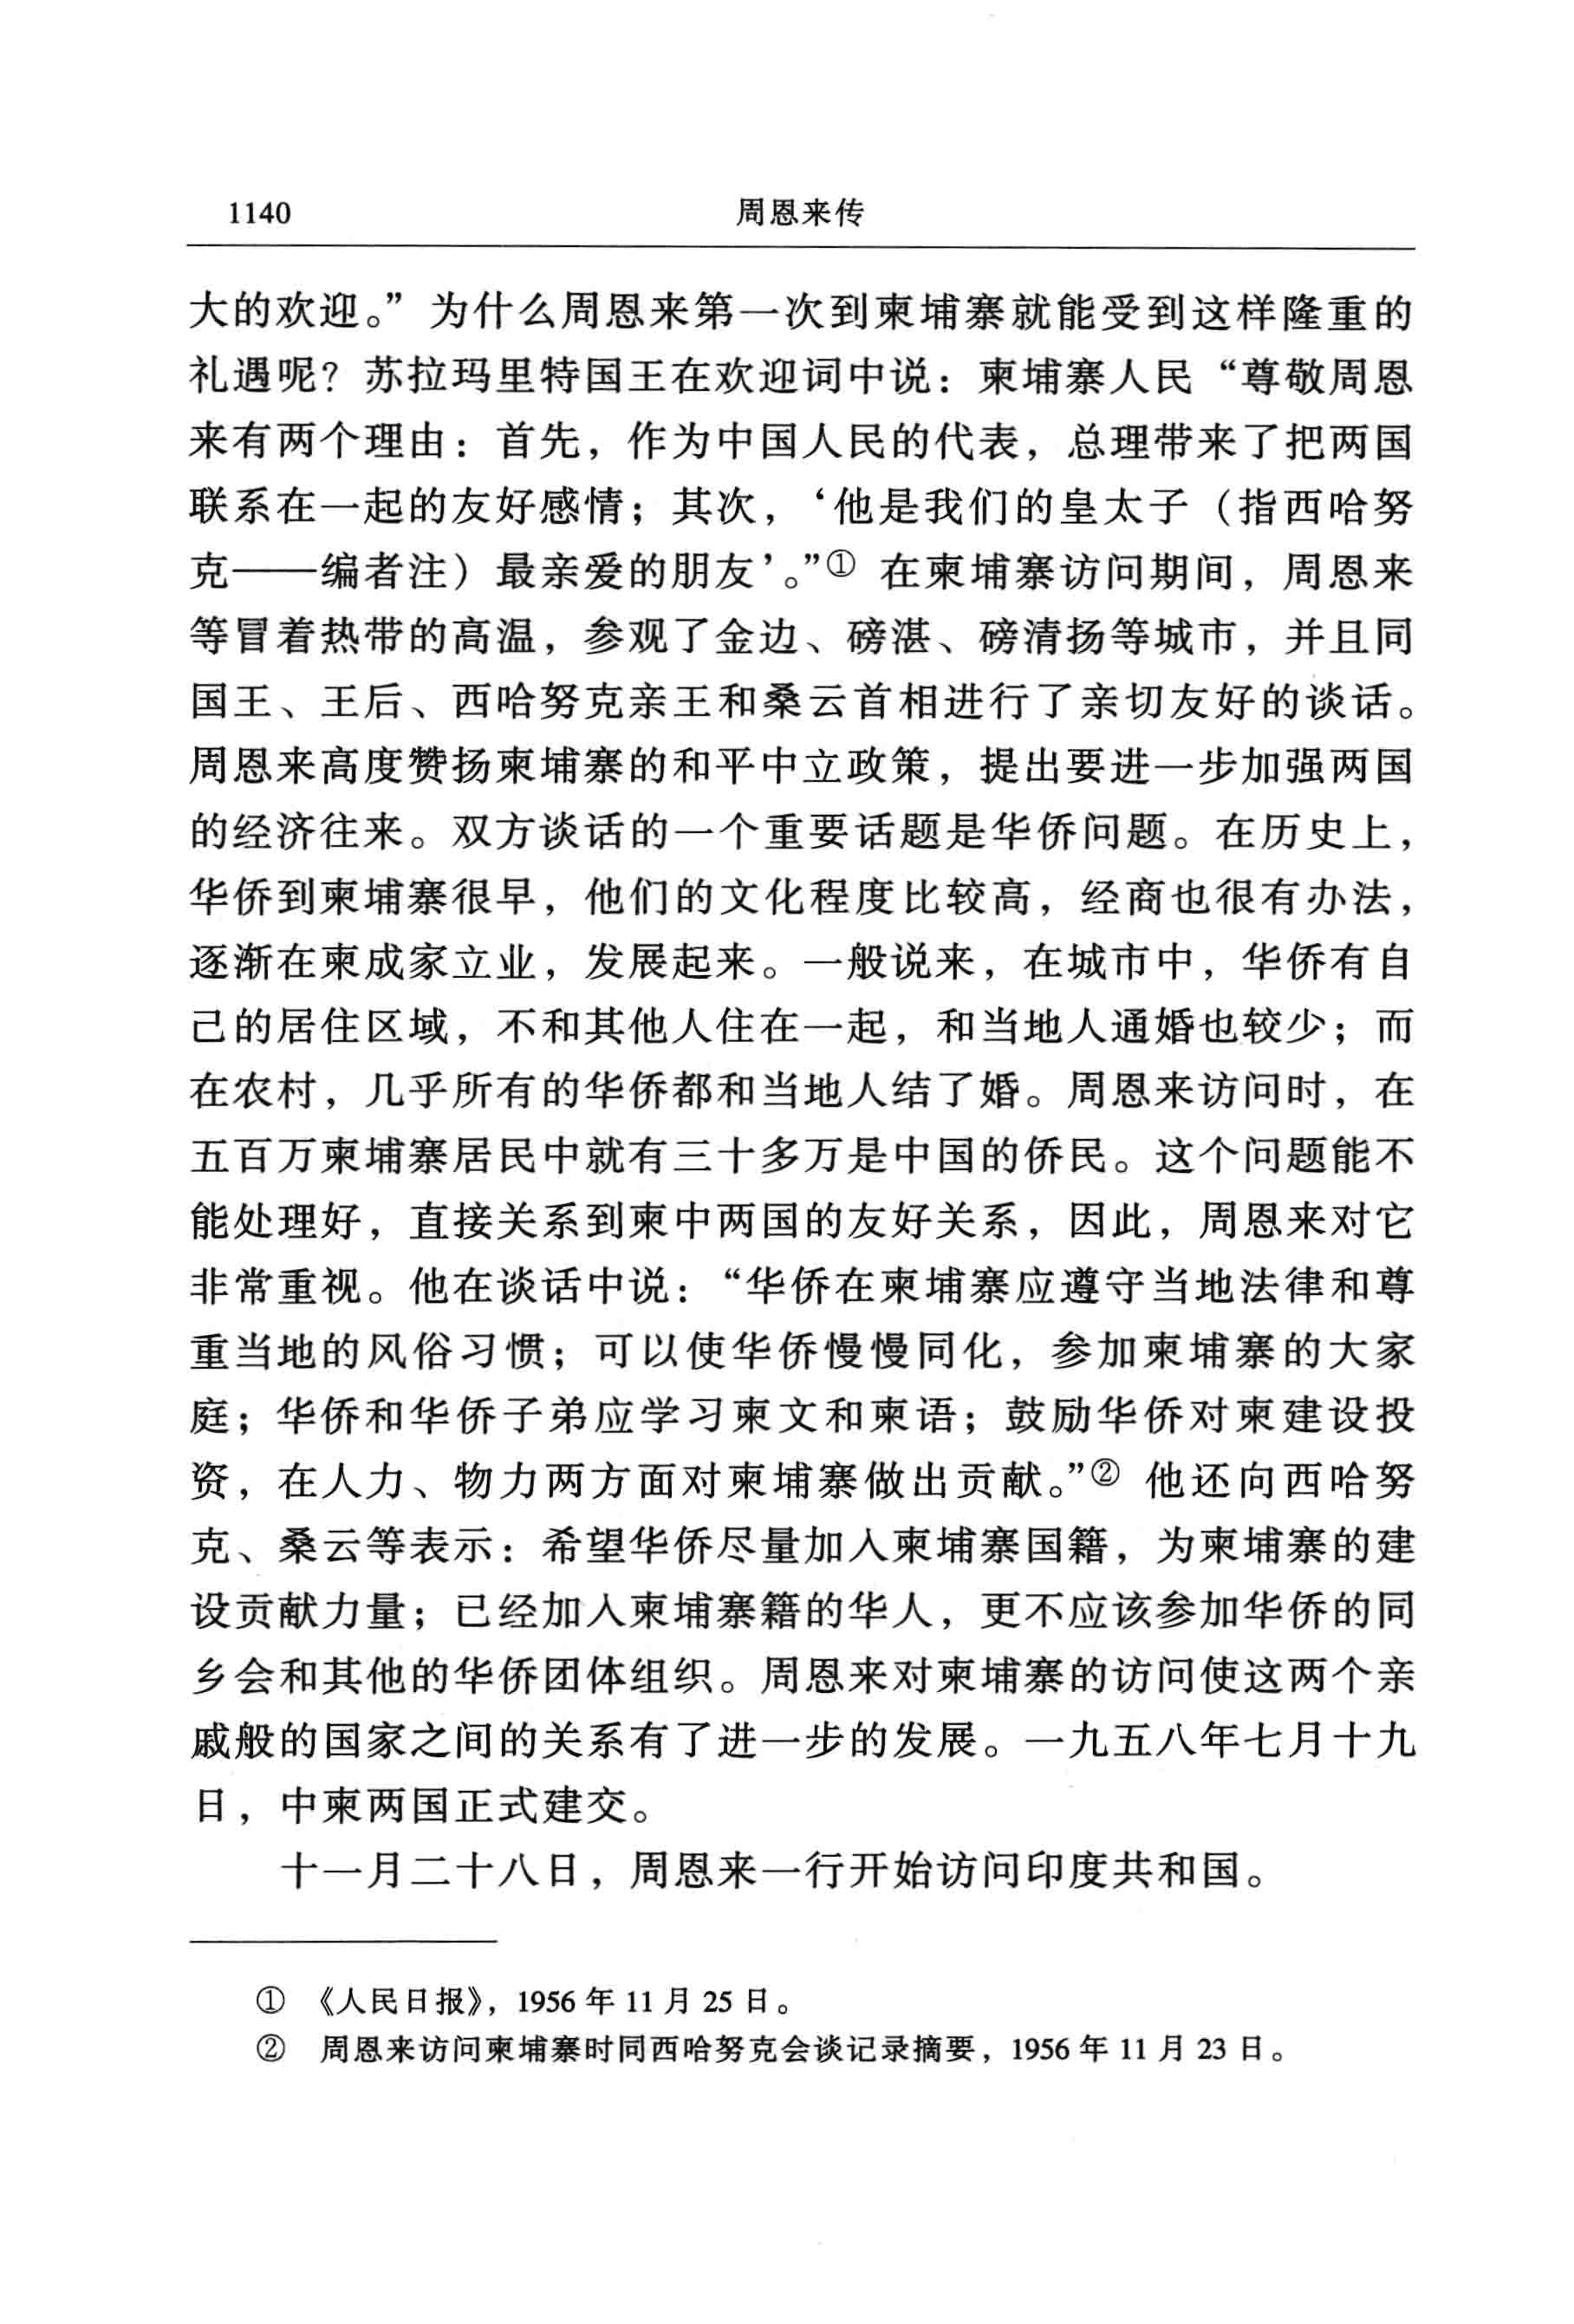 1140 周恩来传
大的欢迎。”为什么周恩来第一次到柬埔寨就能受到这样隆重的
礼遇呢？苏拉玛里特国王在欢迎词中说：柬埔寨人民“尊敬周恩
来有两个理由：首先，作为中国人民的代表，总理带来了把两国
联系在一起的友好感情；其次，‘他是我们的皇太子（指西哈努
克——编者注）最亲爱的朋友’。”① 在柬埔寨访问期间，周恩来
等冒着热带的高温，参观了金边、磅湛、磅清扬等城市，并且同
国王、王后、西哈努克亲王和桑云首相进行了亲切友好的谈话。
周恩来高度赞扬柬埔寨的和平中立政策，提出要进一步加强两国
的经济往来。双方谈话的一个重要话题是华侨问题。在历史上，
华侨到柬埔寨很早，他们的文化程度比较高，经商也很有办法，
逐渐在柬成家立业，发展起来。一般说来，在城市中，华侨有自
己的居住区域，不和其他人住在一起，和当地人通婚也较少；而
在农村，几乎所有的华侨都和当地人结了婚。周恩来访问时，在
五百万柬埔寨居民中就有三十多万是中国的侨民。这个问题能不
能处理好，直接关系到柬中两国的友好关系，因此，周恩来对它
非常重视。他在谈话中说：“华侨在柬埔寨应遵守当地法律和尊
重当地的风俗习惯；可以使华侨慢慢同化，参加柬埔寨的大家
庭；华侨和华侨子弟应学习柬文和柬语；鼓励华侨对柬建设投
资，在人力、物力两方面对柬埔寨做出贡献。”② 他还向西哈努
克、桑云等表示：希望华侨尽量加入柬埔寨国籍，为柬埔寨的建
设贡献力量；已经加入柬埔寨籍的华人，更不应该参加华侨的同
乡会和其他的华侨团体组织。周恩来对柬埔寨的访问使这两个亲
戚般的国家之间的关系有了进一步的发展。一九五八年七月十九
日，中柬两国正式建交。
十一月二十八日，周恩来一行开始访问印度共和国。
① 《人民日报》，1956 年 11 月 25 日。
② 周恩来访问柬埔寨时同西哈努克会谈记录摘要，1956 年 11 月 23 日。